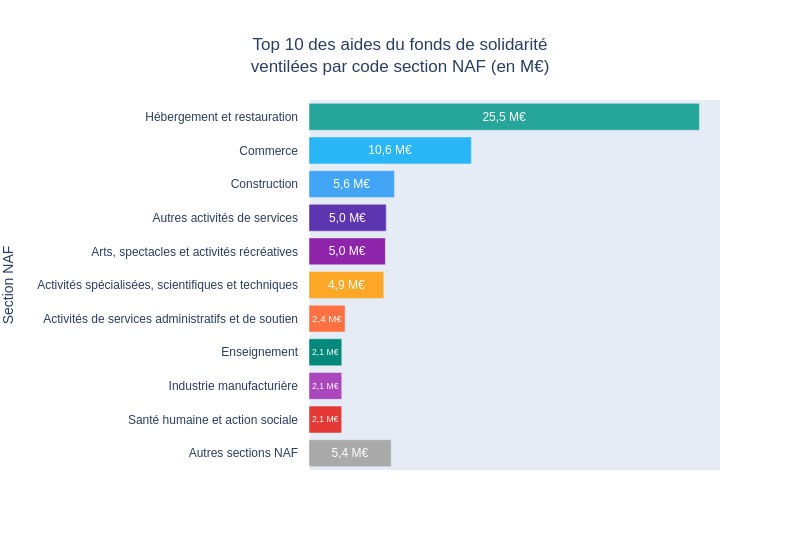 Top 10 des aides du fonds de solidarité
ventilées par code section NAF (en M€)
Section NAF
Hébergement et restauration 25,5 M€
Commerce 10,6 M€
Construction 5,6 M€
Autres activités de services 5,0 M€
Arts, spectacles et activités récréatives 5,0 M€
Activités spécialisées, scientifiques et techniques 4,9 M€
Activités de services administratifs et de soutien 2,4 M€
Enseignement 2,1 M€
Industrie manufacturière 2,1 M€
Santé humaine et action sociale 2,1 M€
Autres sections NAF 5,4 M€